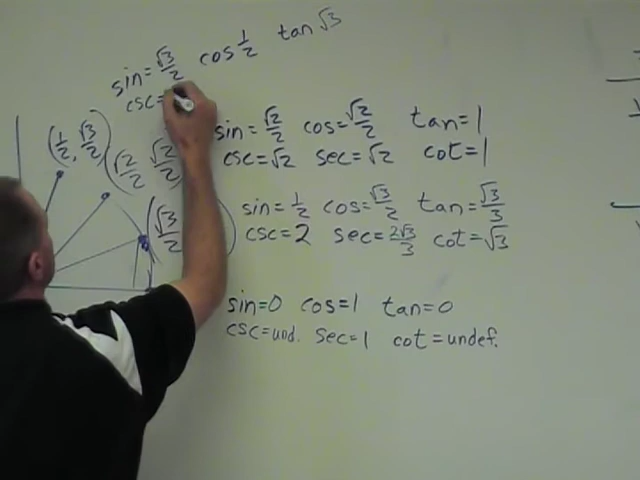 sin=√3/2 cos 1/2 tan √3
csc=
(1/2, √3/2)
(√2/2 √2/2)
(√3/2
sin=√2/2 cos=√2/2 tan=1
csc=√2 sec=√2 cot=1
sin=1/2 cos=√3/2 tan=√3/3
csc=2 sec=2√3/3 cot=√3
sin=0 cos=1 tan=0
csc=und. sec=1 cot=undef.